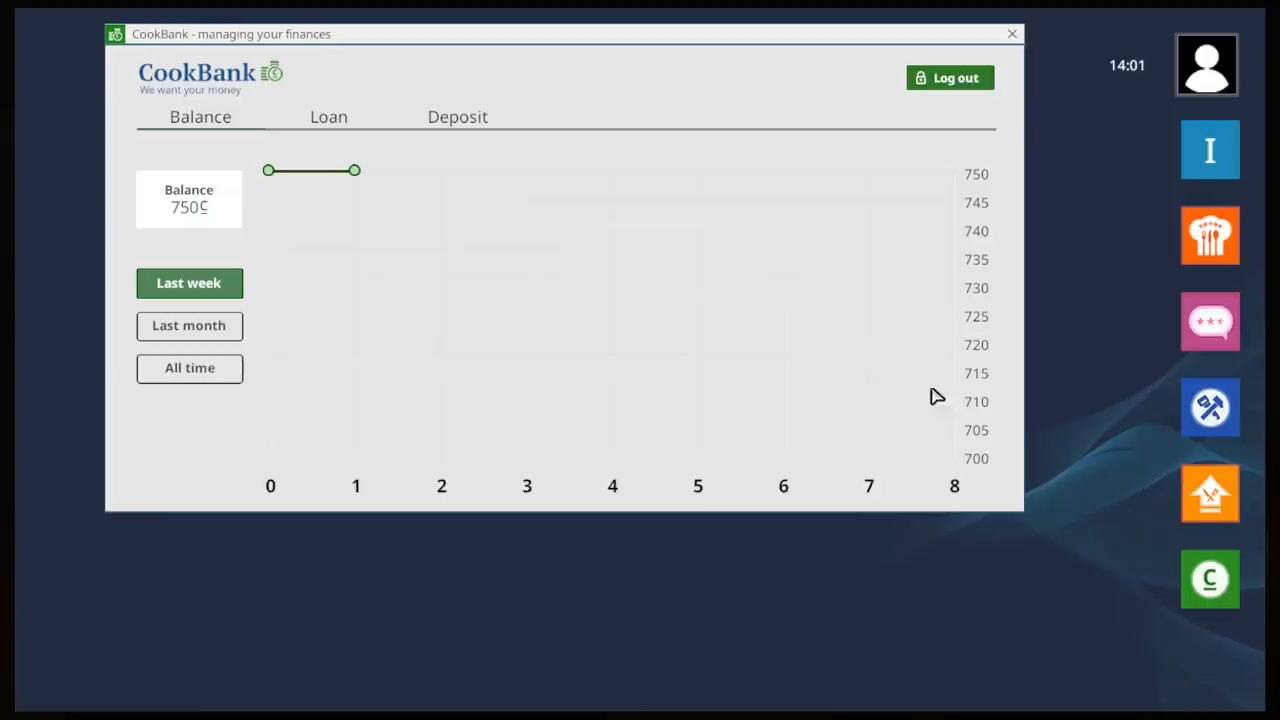 CookBank - managing your finances
CookBank
We want your money
Log out
14:01
Balance
Loan
Deposit
I
Balance
750₢
Last week
Last month
All time
750
745
740
735
730
725
720
715
710
705
700
0 1 2 3 4 5 6 7 8
C